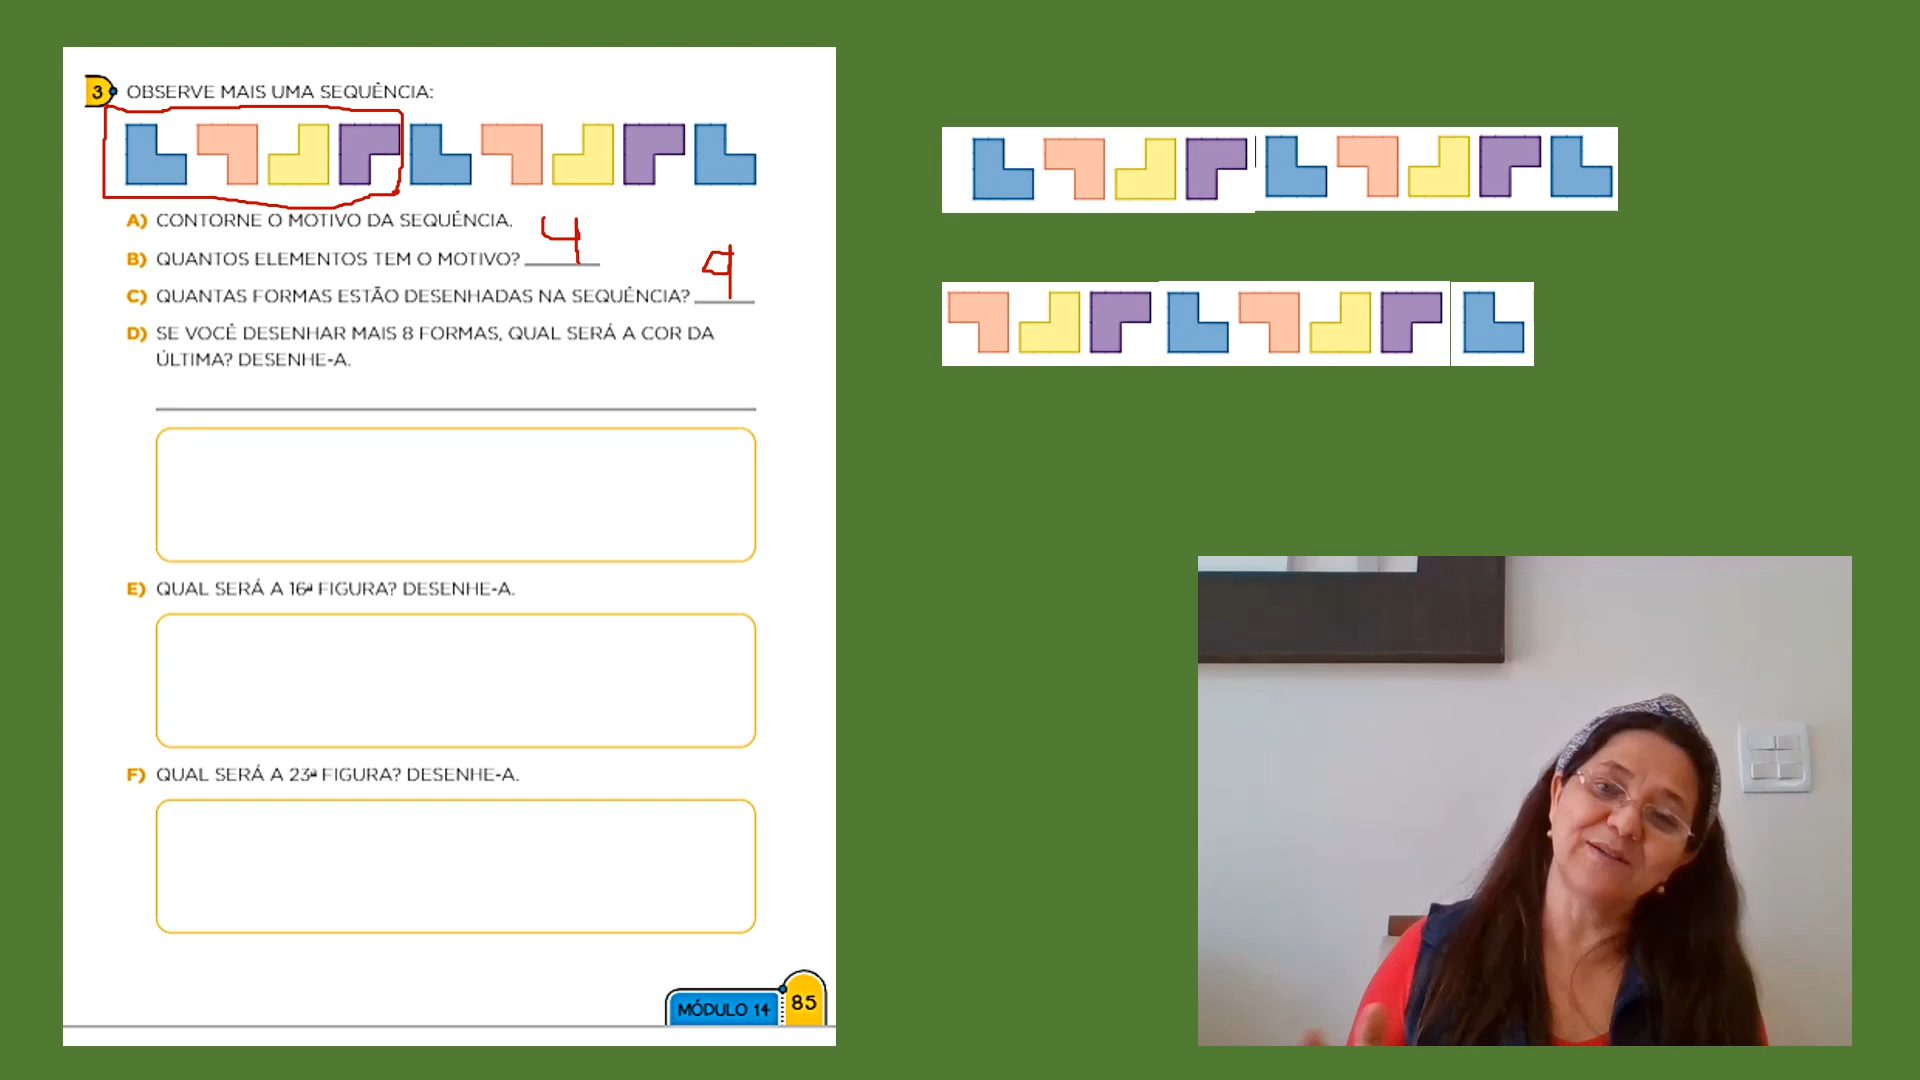 3 OBSERVE MAIS UMA SEQUÊNCIA:
A) CONTORNE O MOTIVO DA SEQUÊNCIA.
B) QUANTOS ELEMENTOS TEM O MOTIVO? 4
C) QUANTAS FORMAS ESTÃO DESENHADAS NA SEQUÊNCIA? 9
D) SE VOCÊ DESENHAR MAIS 8 FORMAS, QUAL SERÁ A COR DA
ÚLTIMA? DESENHE-A.
E) QUAL SERÁ A 16ª FIGURA? DESENHE-A.
F) QUAL SERÁ A 23ª FIGURA? DESENHE-A.
MÓDULO 14 85